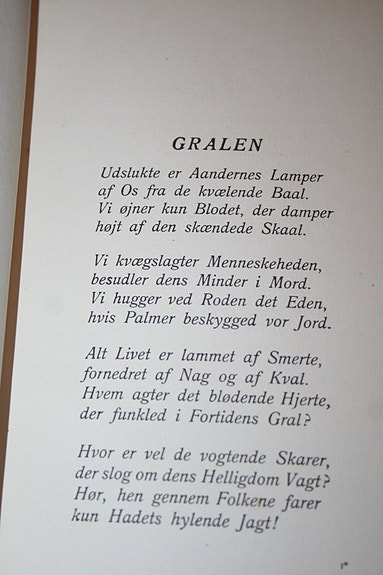 GRALEN
Udslukte er Aandernes Lamper
af Os fra de kvælende Baal.
Vi øjner kun Blodet, der damper
højt af den skændede Skaal.
Vi kvægslagter Menneskeheden,
besudler dens Minder i Mord.
Vi hugger ved Roden det Eden,
hvis Palmer beskygged vor Jord.
Alt Livet er lammet af Smerte,
fornedret af Nag og af Kval.
Hvem agter det blødende Hjerte,
der funkled i Fortidens Gral?
Hvor er vel de vogtende Skarer,
der slog om dens Helligdom Vagt?
Hør, hen gennem Folkene farer
kun Hadets hylende Jagt!
1*